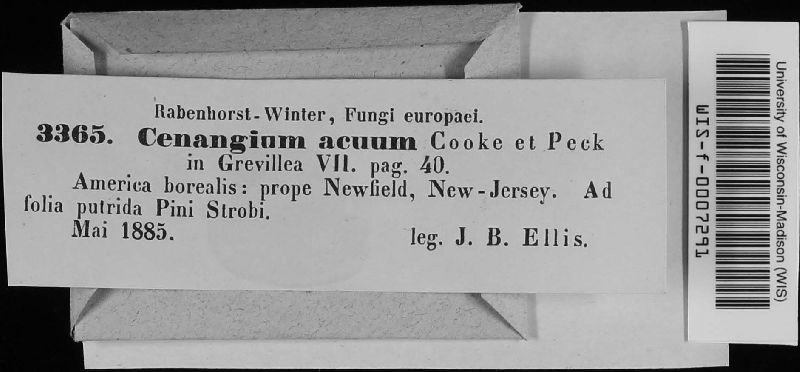 Rabenhorst-Winter, Fungi europaei.
3365. Cenangium acuum Cooke et Peck
in Grevillea VII. pag. 40.
America borealis: prope Newfield, New-Jersey. Ad
folia putrida Pini Strobi.
Mai 1885. leg. J. B. Ellis.
University of Wisconsin-Madison (WIS)
WIS-f-0007291